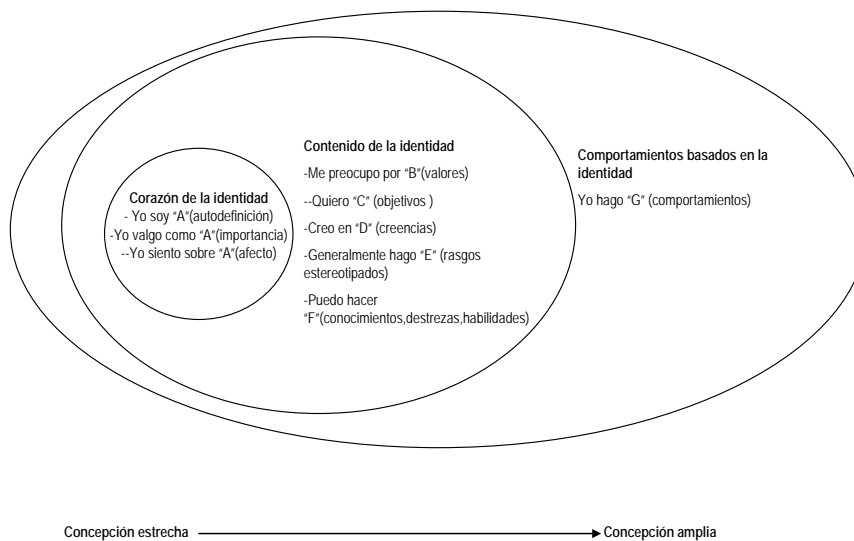 Corazón de la identidad
- Yo soy "A"(autodefinición)
-Yo valgo como "A"(importancia)
--Yo siento sobre "A"(afecto)
Contenido de la identidad
-Me preocupo por "B"(valores)
--Quiero "C" (objetivos )
-Creo en "D" (creencias)
-Generalmente hago "E" (rasgos
estereotipados)
-Puedo hacer
"F"(conocimientos,destrezas,habilidades)
Comportamientos basados en la
identidad
Yo hago "G" (comportamientos)
Concepción estrecha
Concepción amplia